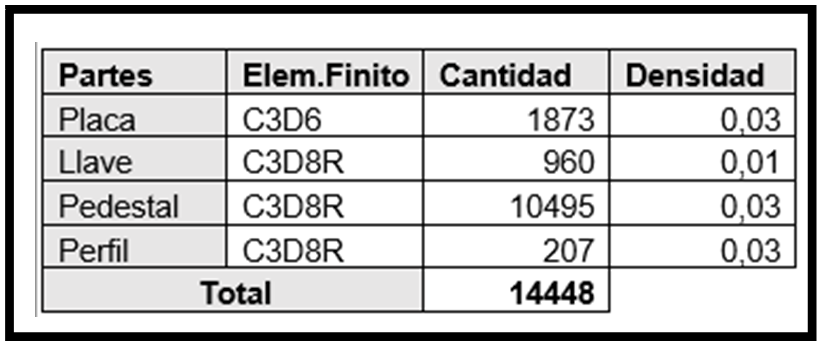 Partes Elem.Finito Cantidad Densidad
Placa C3D6 1873 0,03
Llave C3D8R 960 0,01
Pedestal C3D8R 10495 0,03
Perfil C3D8R 207 0,03
Total 14448